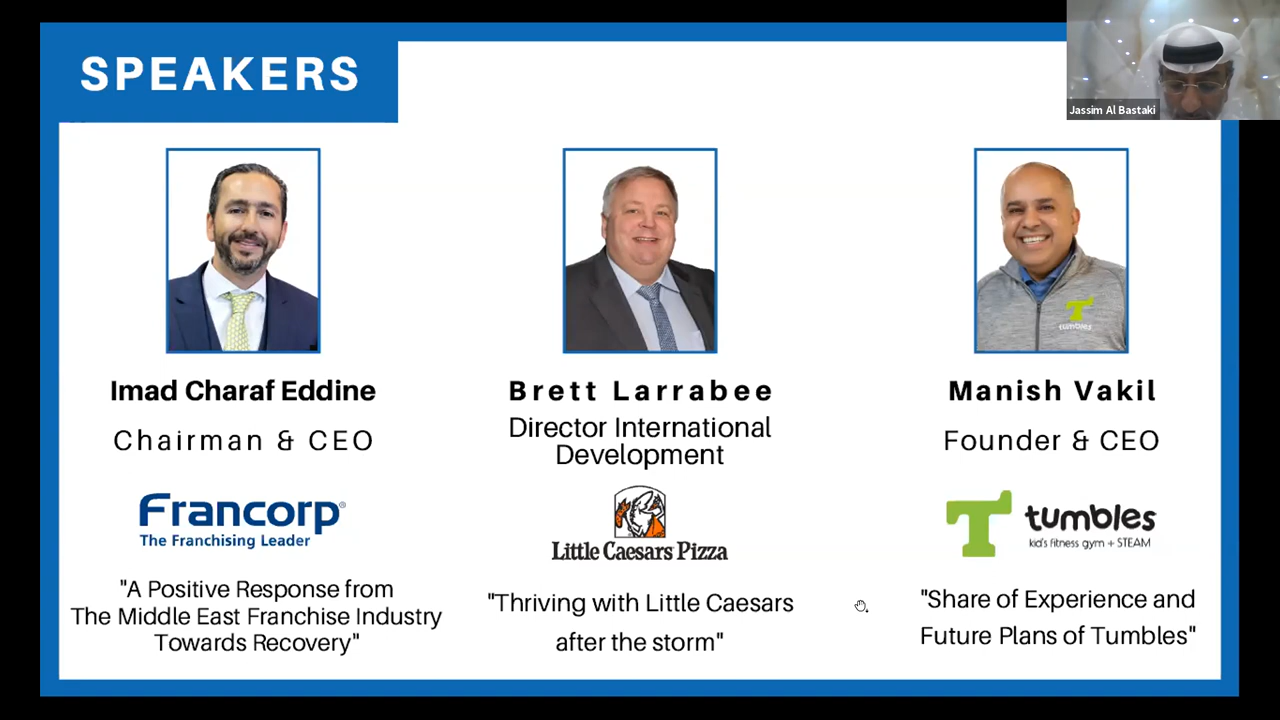 SPEAKERS
Jassim Al Bastaki
tumbles
Imad Charaf Eddine
Chairman & CEO
Francorp®
The Franchising Leader
"A Positive Response from
The Middle East Franchise Industry
Towards Recovery"
Brett Larrabee
Director International
Development
Little Caesars Pizza
"Thriving with Little Caesars
after the storm"
Manish Vakil
Founder & CEO
tumbles
kid's fitness gym + STEAM
"Share of Experience and
Future Plans of Tumbles"